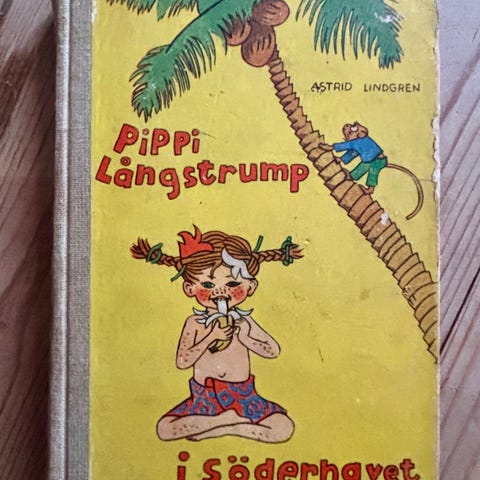 ASTRID LINDGREN
PiPPi
Långstrump
i Söderhavet